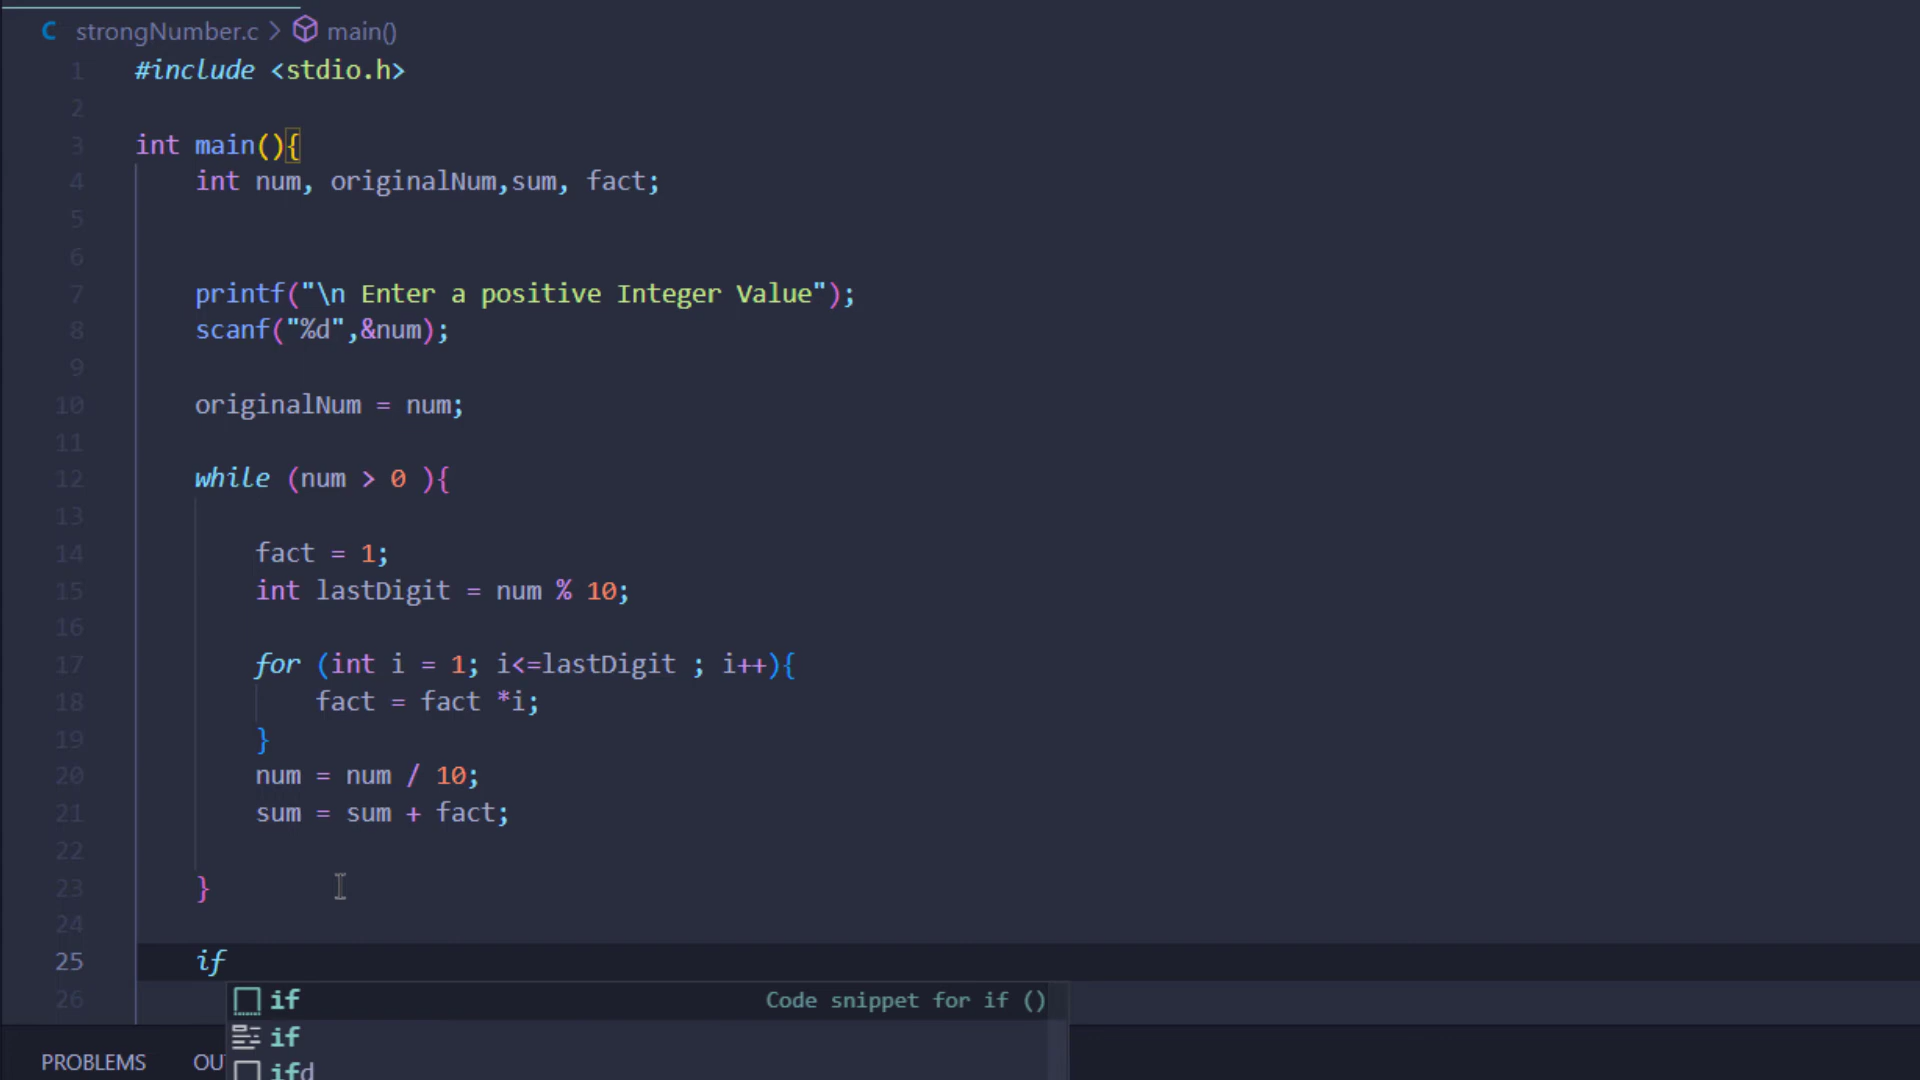 C strongNumber.c > main()
1 #include <stdio.h>
2
3 int main(){
4 int num, originalNum,sum, fact;
5
6
7 printf("\n Enter a positive Integer Value");
8 scanf("%d",&num);
9
10 originalNum = num;
11
12 while (num > 0 ){
13
14 fact = 1;
15 int lastDigit = num % 10;
16
17 for (int i = 1; i<=lastDigit ; i++){
18 fact = fact *i;
19 }
20 num = num / 10;
21 sum = sum + fact;
22
23 }
24
25 if
26 if Code snippet for if ()
if
PROBLEMS OU ifd